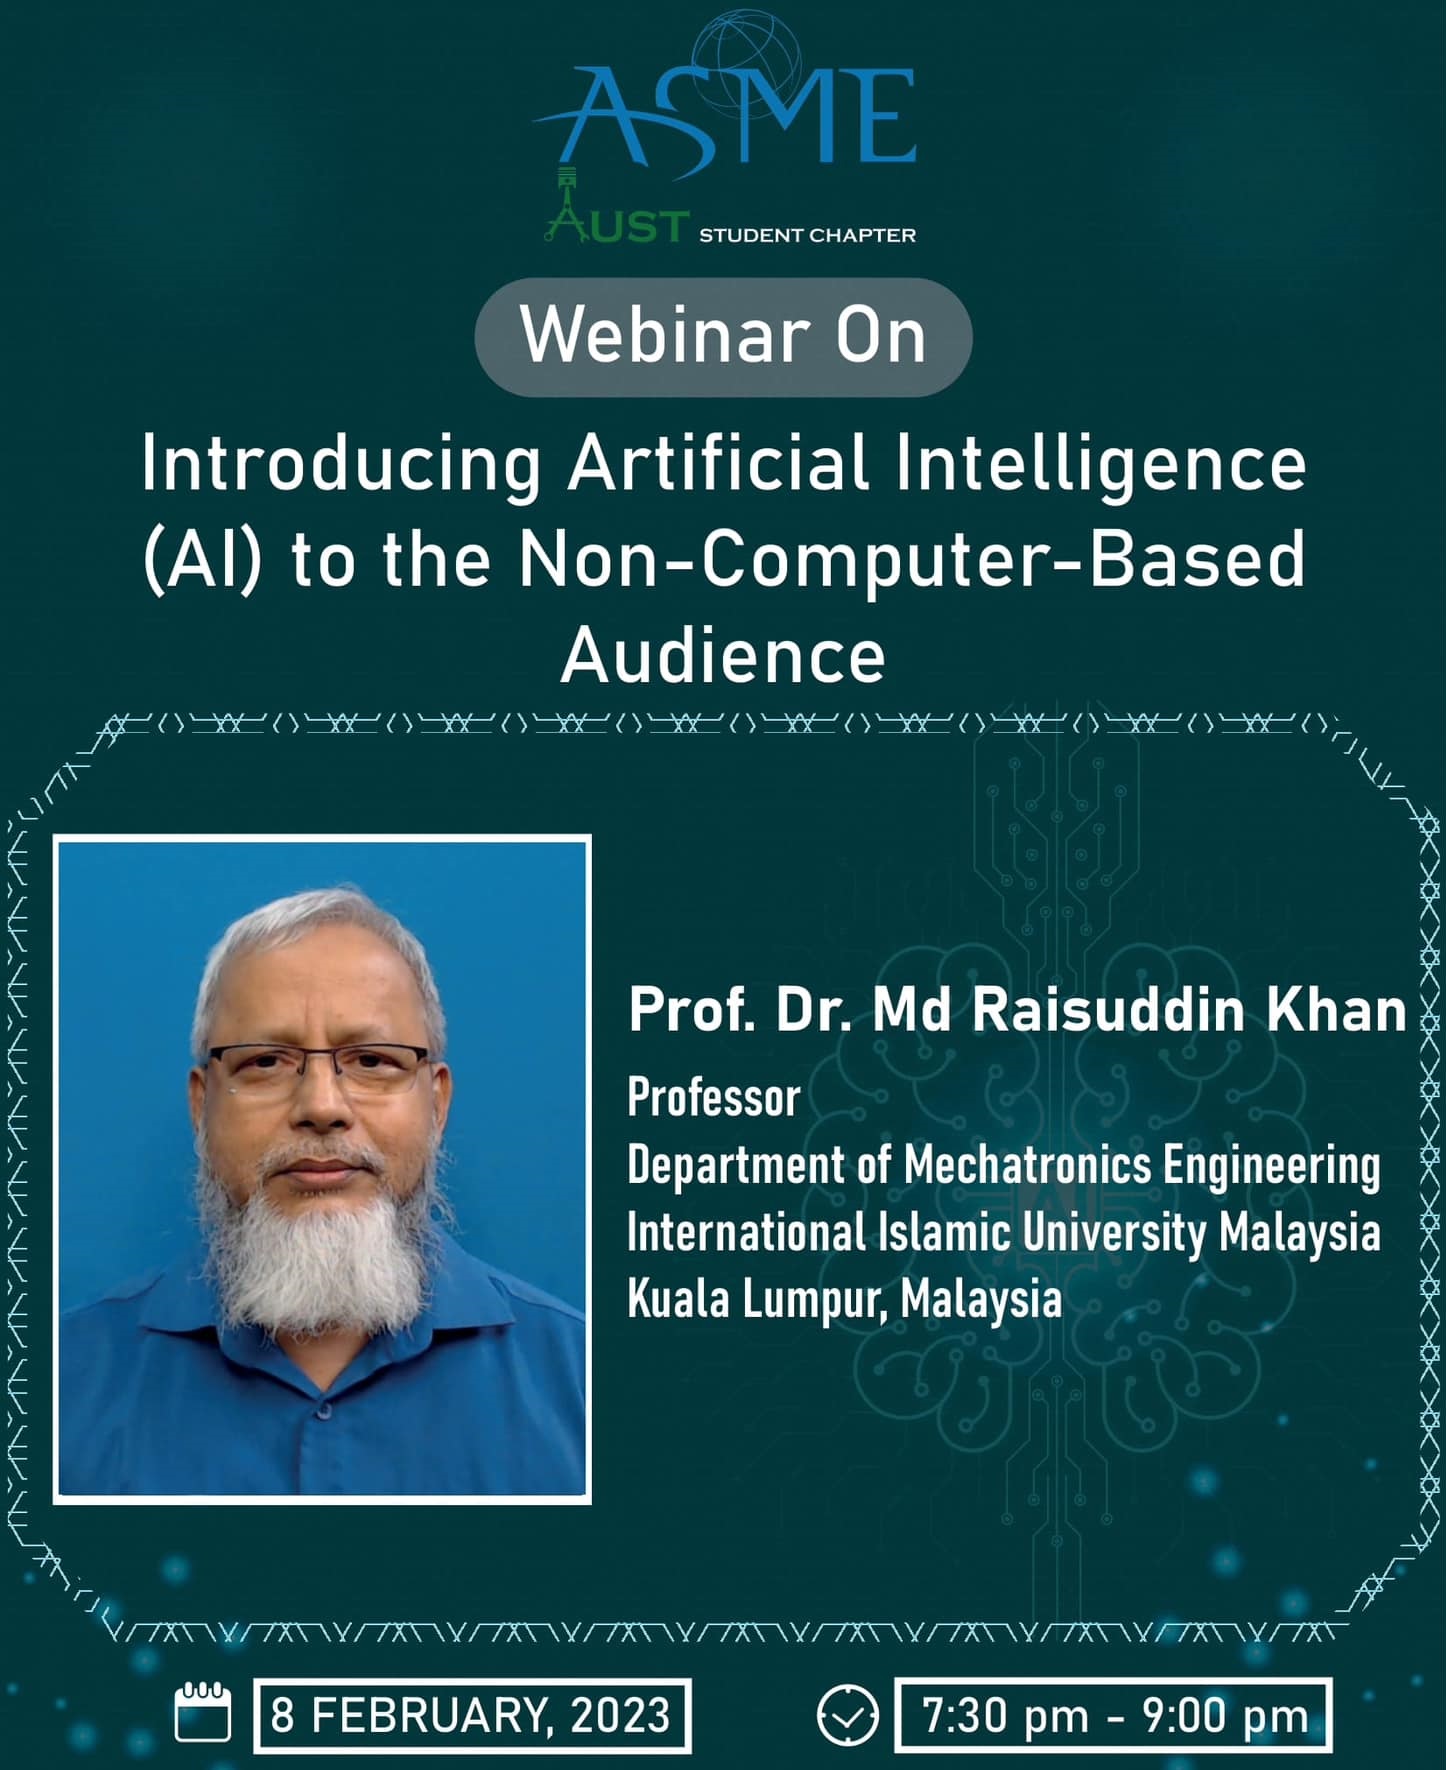 ASME
AUST STUDENT CHAPTER
Webinar On
Introducing Artificial Intelligence
(AI) to the Non-Computer-Based
Audience
Prof. Dr. Md Raisuddin Khan
Professor
Department of Mechatronics Engineering
International Islamic University Malaysia
Kuala Lumpur, Malaysia
8 FEBRUARY, 2023
7:30 pm - 9:00 pm